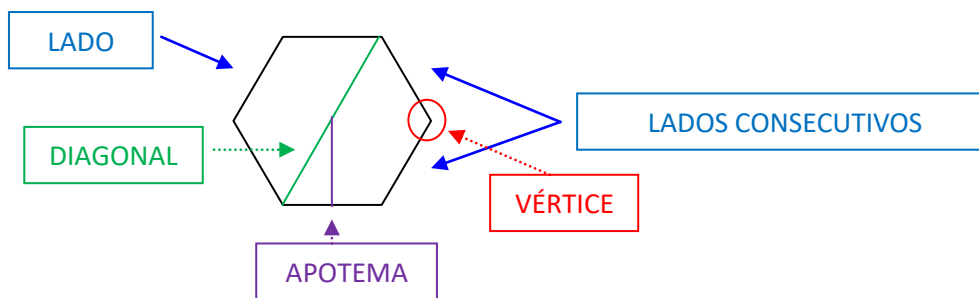 LADO
LADOS CONSECUTIVOS
DIAGONAL
VÉRTICE
APOTEMA